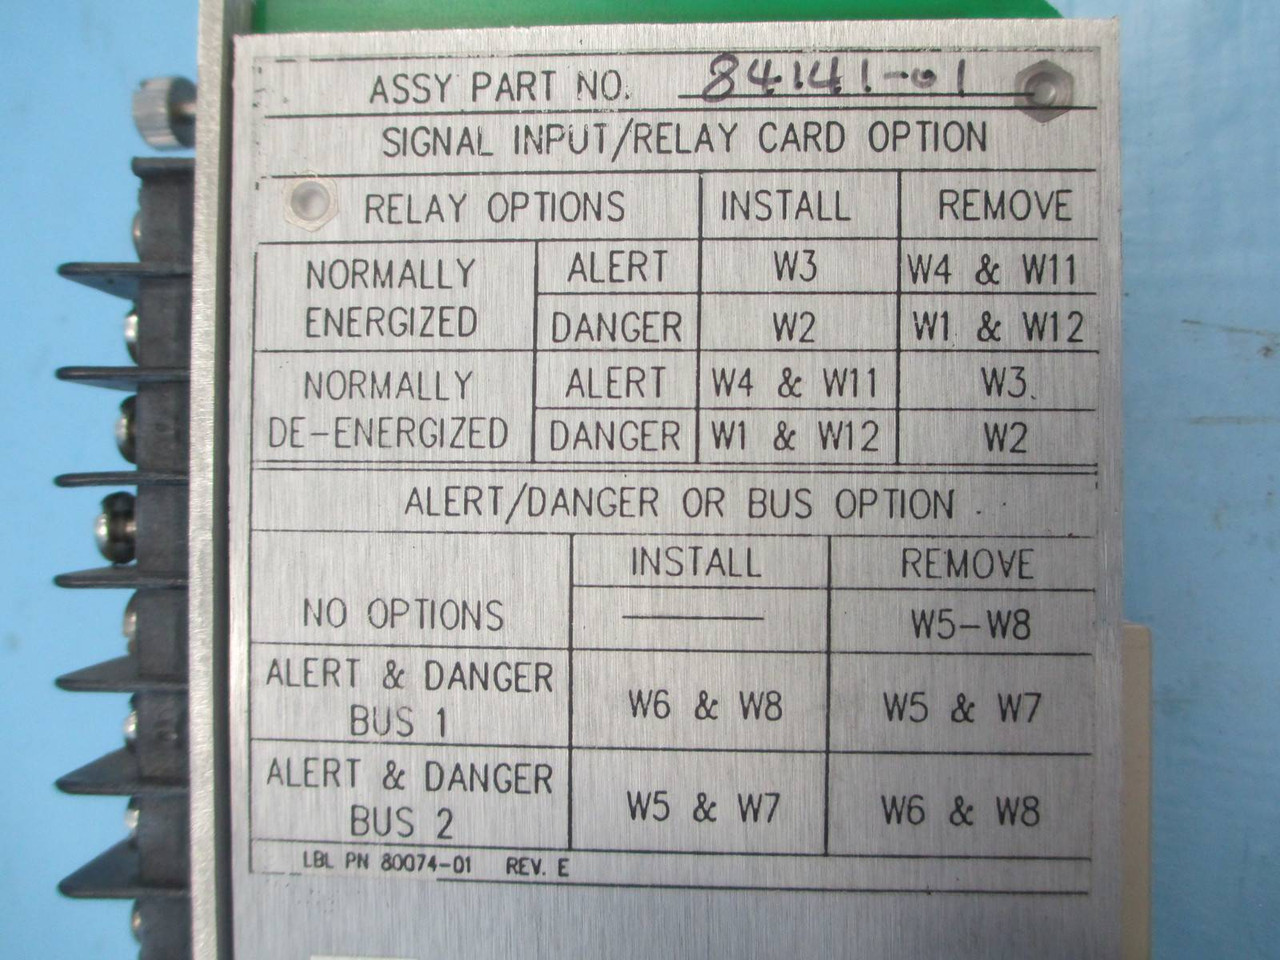 ASSY PART NO. 84141-01
SIGNAL INPUT/RELAY CARD OPTION
RELAY OPTIONS INSTALL REMOVE
NORMALLY ENERGIZED ALERT W3 W4 & W11
DANGER W2 W1 & W12
NORMALLY DE-ENERGIZED ALERT W4 & W11 W3
DANGER W1 & W12 W2
ALERT/DANGER OR BUS OPTION
INSTALL REMOVE
NO OPTIONS —— W5-W8
ALERT & DANGER BUS 1 W6 & W8 W5 & W7
ALERT & DANGER BUS 2 W5 & W7 W6 & W8
LBL PN 80074-01 REV. E